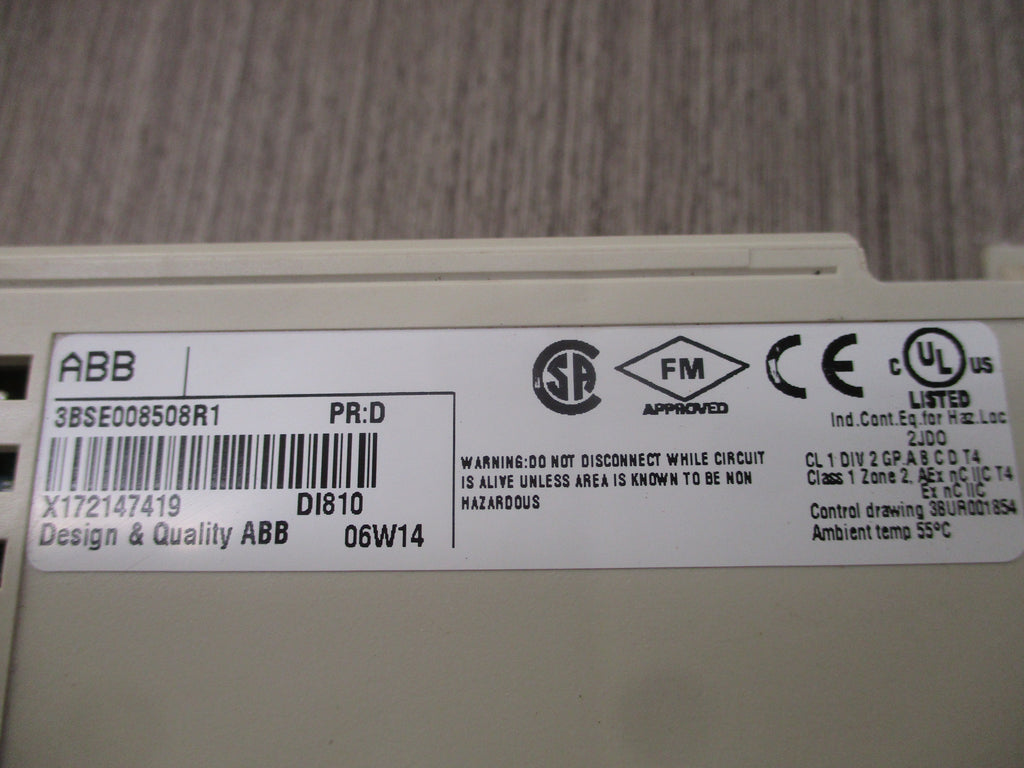 ABB
3BSE008508R1 PR:D
X172147419 DI810
Design & Quality ABB 06W14
SA
FM
APPROVED
CE
C UL US
LISTED
WARNING:DO NOT DISCONNECT WHILE CIRCUIT
IS ALIVE UNLESS AREA IS KNOWN TO BE NON
HAZARDOUS
Ind.Cont.Eq.for Haz.Loc
2JD0
CL 1 DIV 2 GP.A B C D T4
Class 1 Zone 2, AEx nC IIC T4
Ex nC IIC
Control drawing 3BUR001854
Ambient temp 55°C